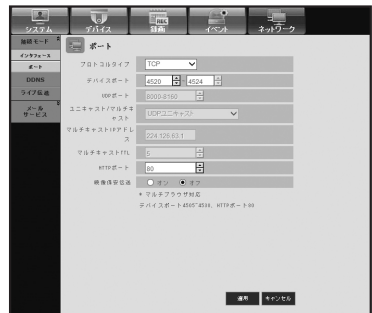 システム デバイス 録画 イベント ネットワーク
REC
接続モード
インタフェース
ポート
DDNS
ライブ伝送
メール
サービス
ポート
プロトコルタイプ TCP
デバイスポート 4520 ~ 4524
UDPポート 8000-8160
ユニキャスト/マルチキャスト UDPユニキャスト
マルチキャストIPアドレス 224.126.63.1
マルチキャストTTL 5
HTTPポート 80
映像保安伝送 オン オフ
* マルチブラウザ対応
デバイスポート4505~4530, HTTPポート80
適用 キャンセル